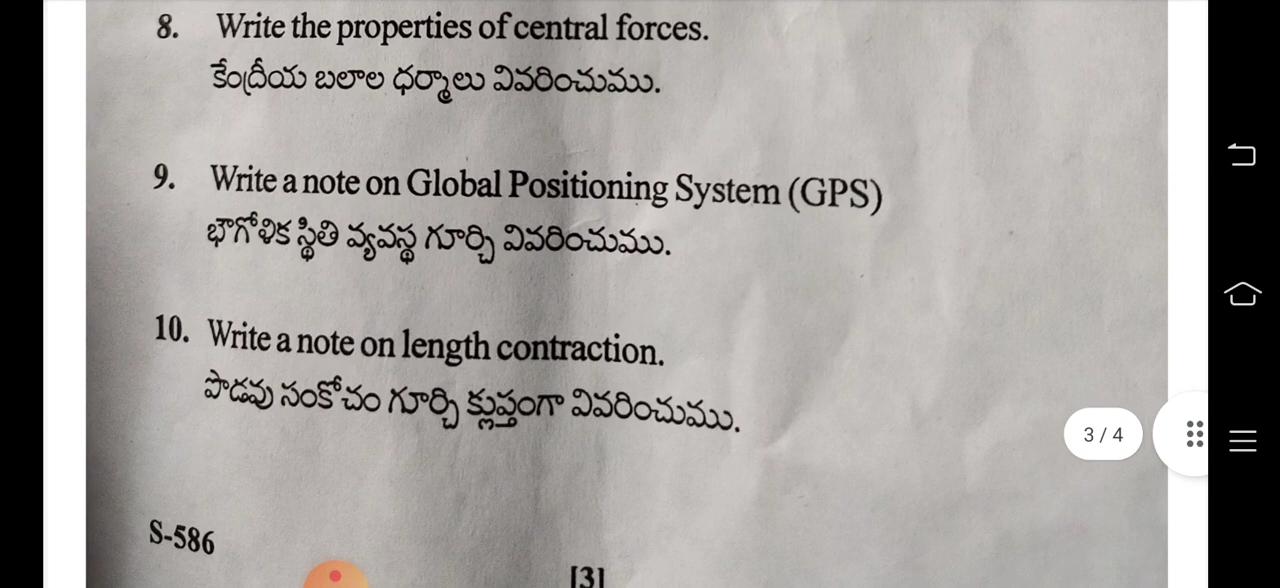 8. Write the properties of central forces.
కేంద్రీయ బలాల ధర్మాలు వివరించుము.
9. Write a note on Global Positioning System (GPS)
భౌగోళిక స్థితి వ్యవస్థ గూర్చి వివరించుము.
10. Write a note on length contraction.
పొడవు సంకోచం గూర్చి క్లుప్తంగా వివరించుము.
3 / 4
S-586
[3]